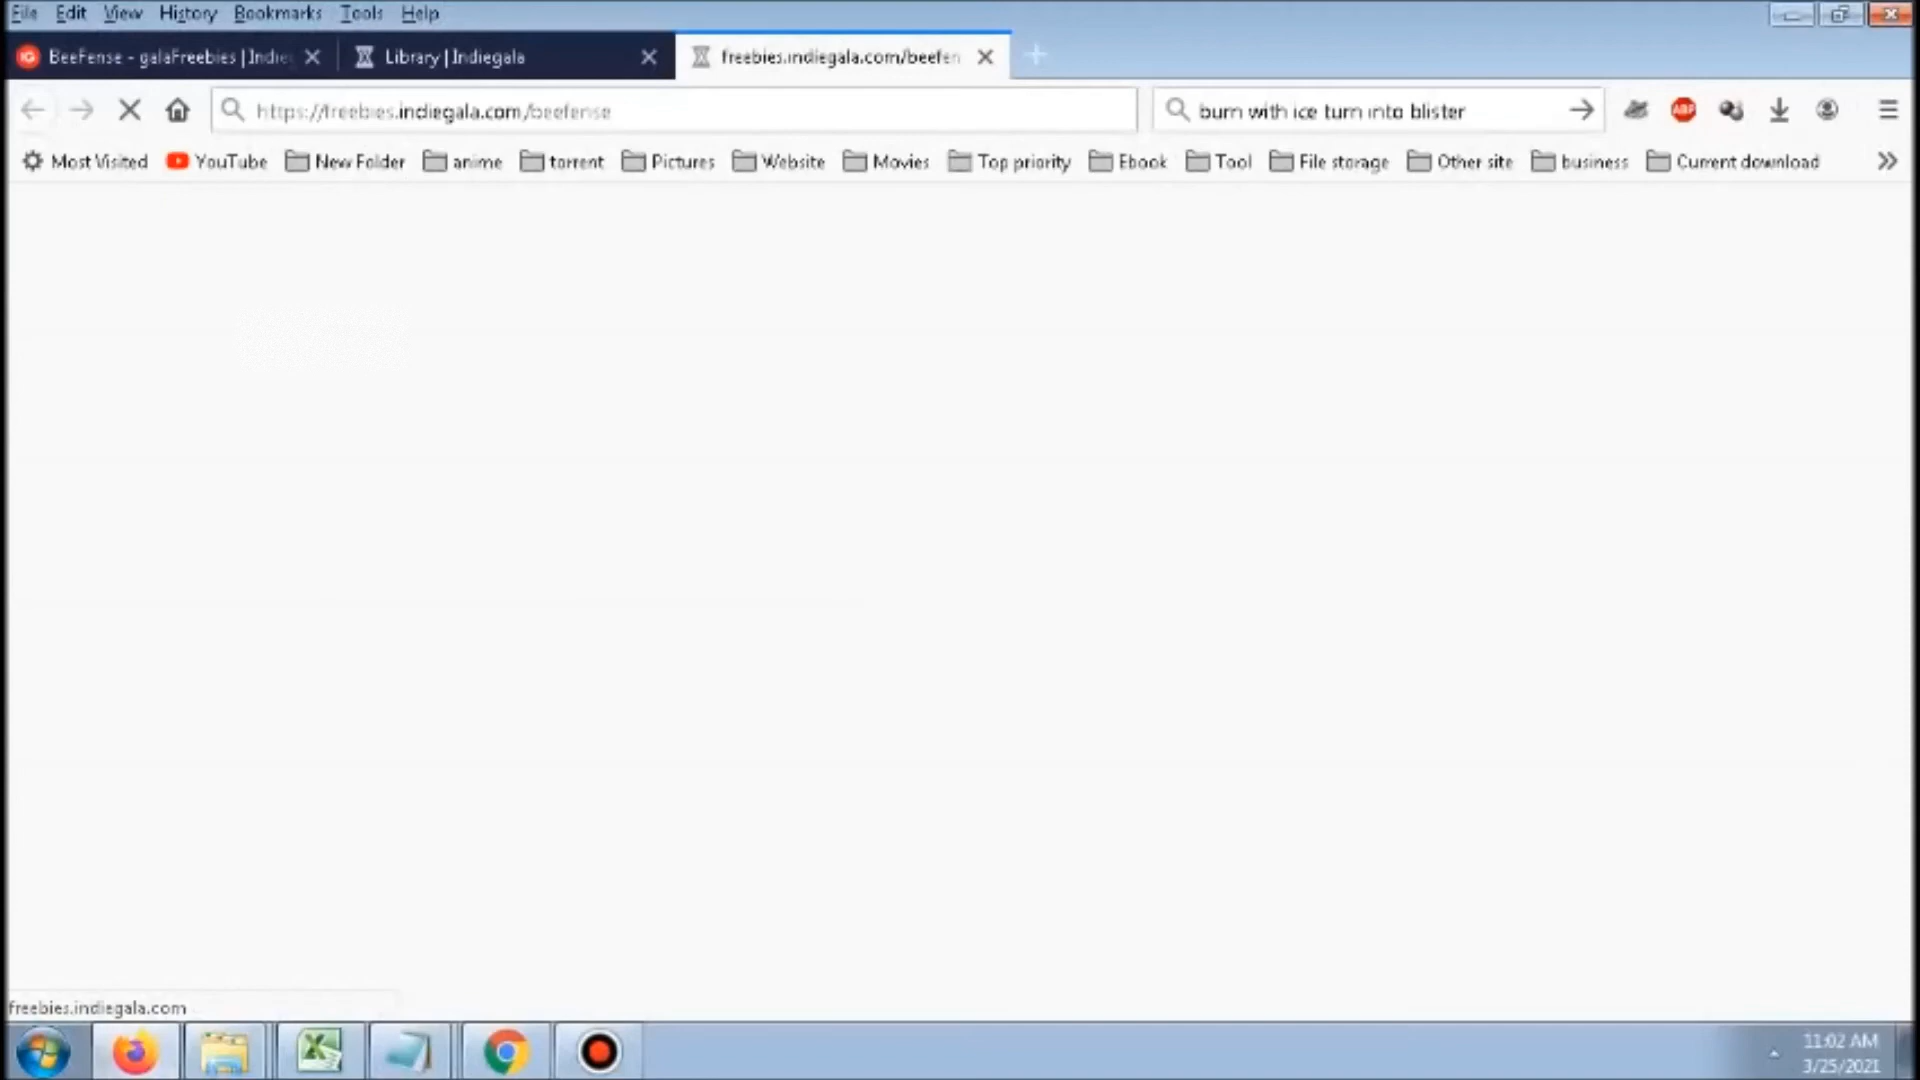 File Edit View History Bookmarks Tools Help
BeeFense - galaFreebies | Indie Library | Indiegala freebies.indiegala.com/beefen
https://freebies.indiegala.com/beefense burn with ice turn into blister ABP
Most Visited YouTube New Folder anime torrent Pictures Website Movies Top priority Ebook Tool File storage Other site business Current download
freebies.indiegala.com
11:02 AM
3/25/2021